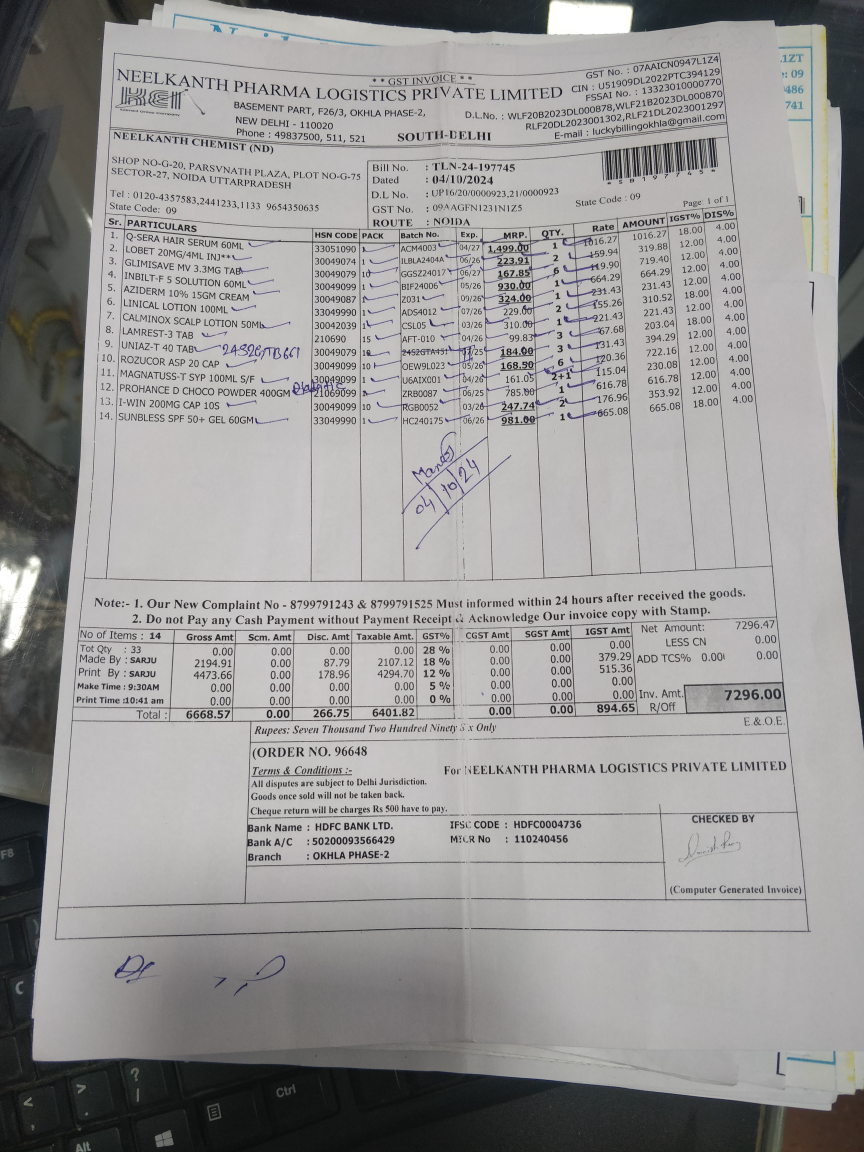 * * GST INVOICE * *
NEELKANTH PHARMA LOGISTICS PRIVATE LIMITED
KEI
BASEMENT PART, F26/3, OKHLA PHASE-2,
NEW DELHI - 110020
Phone : 49837500, 511, 521
SOUTH-DELHI
GST No. : 07AAICN0947L1Z4
CIN : U51909DL2022PTC394129
FSSAI No. : 13323010000770
D.L.No. : WLF20B2023DL000878,WLF21B2023DL000870
RLF20DL2023001302,RLF21DL2023001297
E-mail : luckybillingokhla@gmail.com
NEELKANTH CHEMIST (ND)
SHOP NO-G-20, PARSVNATH PLAZA, PLOT NO-G-75
SECTOR-27, NOIDA UTTARPRADESH
Tel : 0120-4357583,2441233,1133 9654350635
State Code: 09
Bill No. : TLN-24-197745
Dated : 04/10/2024
D.L No. : UP16/20/0000923,21/0000923
GST No. : 09AAGFN1231N1Z5 State Code : 09
ROUTE : NOIDA
Page: 1 of 1
Sr. PARTICULARS HSN CODE PACK Batch No. Exp. MRP. QTY. Rate AMOUNT IGST% DIS%
1. Q-SERA HAIR SERUM 60ML 33051090 1 ACM4003 04/27 1,499.00 1 1016.27 1016.27 18.00 4.00
2. LOBET 20MG/4ML INJ** 30049074 1 ILBLA2404A 06/26 223.91 2 159.94 319.88 12.00 4.00
3. GLIMISAVE MV 3.3MG TAB 30049079 10 GGSZ24017 06/27 167.85 6 119.90 719.40 12.00 4.00
4. INBILT-F 5 SOLUTION 60ML 30049099 1 BIF24006 05/26 930.00 1 664.29 664.29 12.00 4.00
5. AZIDERM 10% 15GM CREAM 30049087 1 Z031 09/26 324.00 1 231.43 231.43 12.00 4.00
6. LINICAL LOTION 100ML 33049990 1 ADS4012 07/26 229.00 2 155.26 310.52 18.00 4.00
7. CALMINOX SCALP LOTION 50ML 30042039 1 CSL05 03/26 310.00 1 221.43 221.43 12.00 4.00
8. LAMREST-3 TAB 210690 15 AFT-010 04/26 99.83 3 67.68 203.04 18.00 4.00
9. UNIAZ-T 40 TAB 24S2GTB661 30049079 10 24S2GTA451 /25 184.00 3 131.43 394.29 12.00 4.00
10. ROZUCOR ASP 20 CAP 30049099 10 OEW9L023 05/26 168.50 6 120.36 722.16 12.00 4.00
11. MAGNATUSS-T SYP 100ML S/F 30049099 1 U6AIX001 04/26 161.05 2+1 115.04 230.08 12.00 4.00
12. PROHANCE D CHOCO POWDER 400GM 21069099 ZRB0087 06/25 785.00 1 616.78 616.78 12.00 4.00
13. I-WIN 200MG CAP 10S 30049099 10 RGB0052 03/26 247.74 2 176.96 353.92 12.00 4.00
14. SUNBLESS SPF 50+ GEL 60GM 33049990 1 HC240175 06/26 981.00 1 665.08 665.08 18.00 4.00
04/10/24
Note:- 1. Our New Complaint No - 8799791243 & 8799791525 Must informed within 24 hours after received the goods.
2. Do not Pay any Cash Payment without Payment Receipt & Acknowledge Our invoice copy with Stamp.
No of Items : 14 Gross Amt Scm. Amt Disc. Amt Taxable Amt. GST% CGST Amt SGST Amt IGST Amt Net Amount: 7296.47
Tot Qty : 33 0.00 0.00 0.00 0.00 28 % 0.00 0.00 0.00 LESS CN 0.00
Made By : SARJU 2194.91 0.00 87.79 2107.12 18 % 0.00 0.00 379.29 ADD TCS% 0.00 0.00
Print By : SARJU 4473.66 0.00 178.96 4294.70 12 % 0.00 0.00 515.36
Make Time : 9:30AM 0.00 0.00 0.00 0.00 5 % 0.00 0.00 0.00
Print Time :10:41 am 0.00 0.00 0.00 0.00 0 % 0.00 0.00 0.00 Inv. Amt. 7296.00
Total : 6668.57 0.00 266.75 6401.82 0.00 0.00 894.65 R/Off
Rupees: Seven Thousand Two Hundred Ninety Six Only
E &.O.E.
(ORDER NO. 96648
Terms & Conditions :-
For NEELKANTH PHARMA LOGISTICS PRIVATE LIMITED
All disputes are subject to Delhi Jurisdiction.
Goods once sold will not be taken back.
Cheque return will be charges Rs 500 have to pay.
Bank Name : HDFC BANK LTD. IFSC CODE : HDFC0004736
Bank A/C : 50200093566429 MICR No : 110240456
Branch : OKHLA PHASE-2
CHECKED BY
(Computer Generated Invoice)
F8
C
Ctrl
Alt